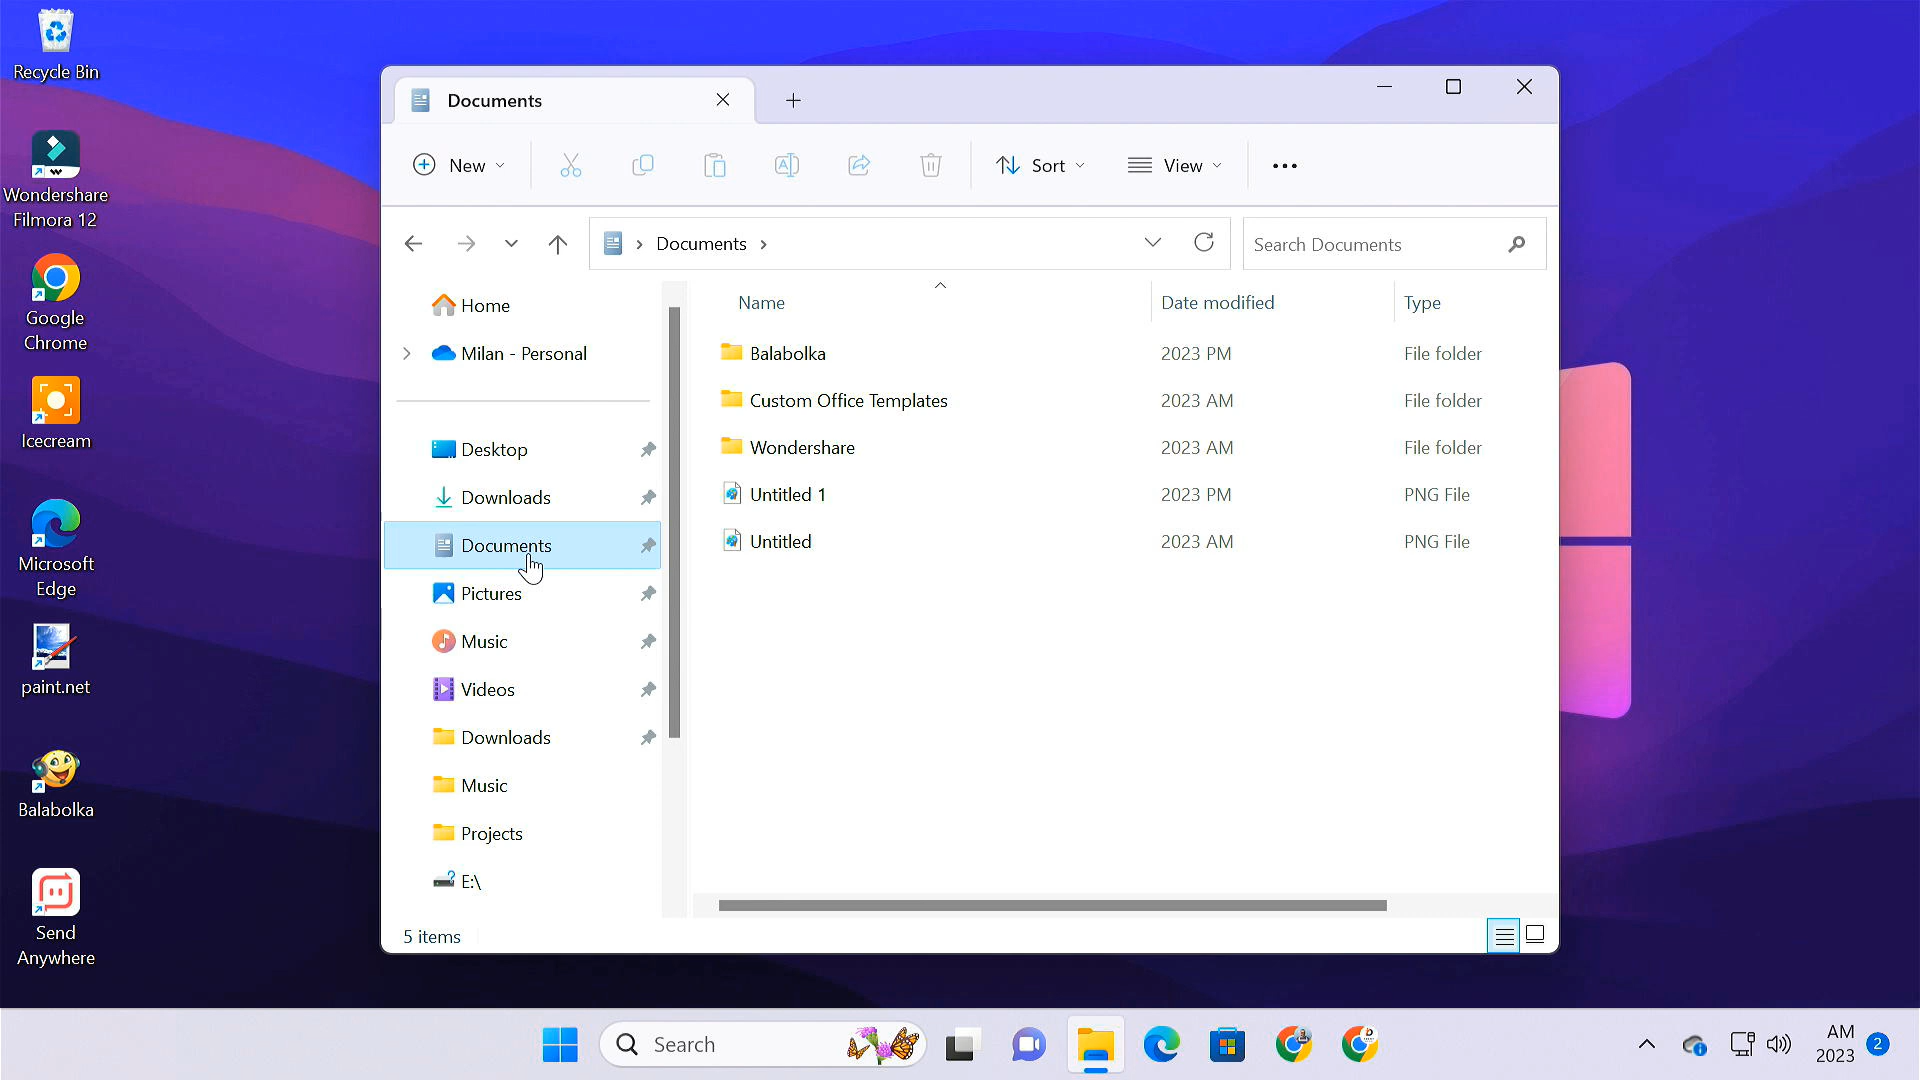 Recycle Bin
Wondershare
Filmora 12
Google
Chrome
Icecream
Microsoft
Edge
paint.net
Balabolka
Send
Anywhere
Documents
New
Sort
View
Documents
Search Documents
Home
Milan - Personal
Desktop
Downloads
Documents
Pictures
Music
Videos
Downloads
Music
Projects
E:\
Name Date modified Type
Balabolka 2023 PM File folder
Custom Office Templates 2023 AM File folder
Wondershare 2023 AM File folder
Untitled 1 2023 PM PNG File
Untitled 2023 AM PNG File
5 items
Search
AM
2023
2